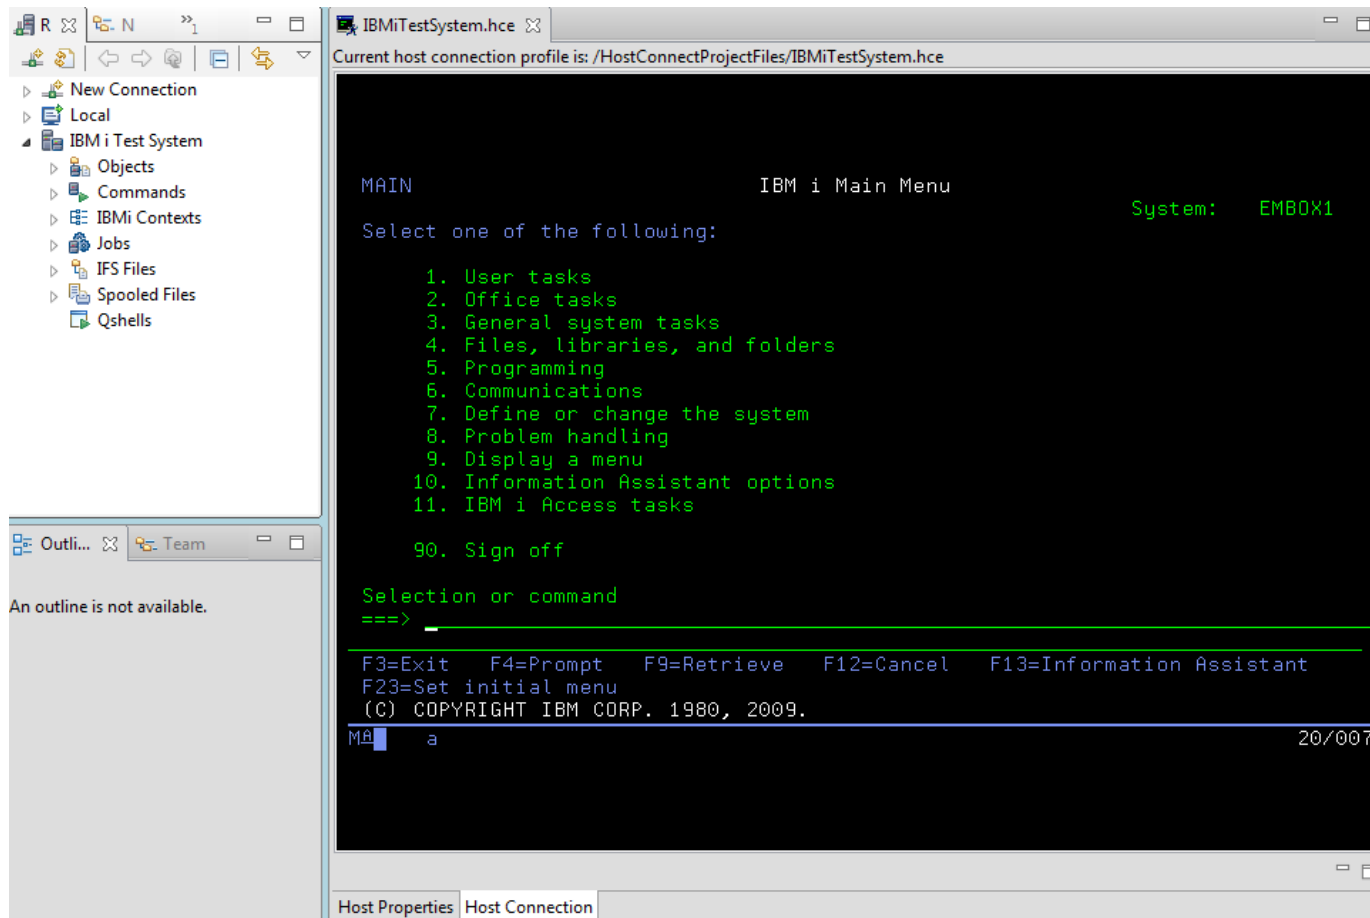 R
N
»1
New Connection
Local
IBM i Test System
Objects
Commands
IBMi Contexts
Jobs
IFS Files
Spooled Files
Qshells
Outli...
Team
An outline is not available.
IBMiTestSystem.hce
Current host connection profile is: /HostConnectProjectFiles/IBMiTestSystem.hce
MAIN IBM i Main Menu
System: EMBOX1
Select one of the following:
1. User tasks
2. Office tasks
3. General system tasks
4. Files, libraries, and folders
5. Programming
6. Communications
7. Define or change the system
8. Problem handling
9. Display a menu
10. Information Assistant options
11. IBM i Access tasks
90. Sign off
Selection or command
===>
F3=Exit F4=Prompt F9=Retrieve F12=Cancel F13=Information Assistant
F23=Set initial menu
(C) COPYRIGHT IBM CORP. 1980, 2009.
MA a 20/007
Host Properties Host Connection